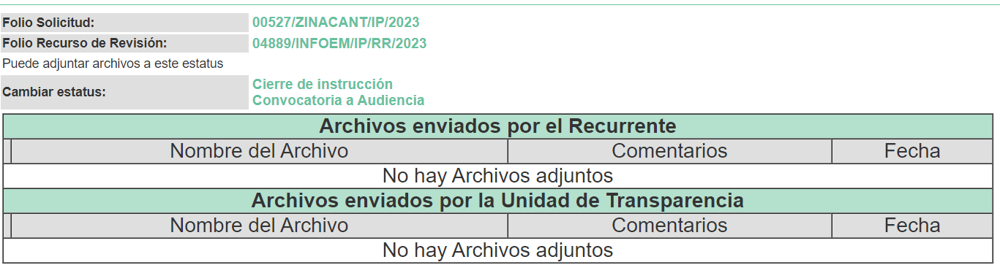 Folio Solicitud: 00527/ZINACANT/IP/2023
Folio Recurso de Revisión: 04889/INFOEM/IP/RR/2023
Puede adjuntar archivos a este estatus
Cambiar estatus: Cierre de instrucción
Convocatoria a Audiencia
Archivos enviados por el Recurrente
Nombre del Archivo Comentarios Fecha
No hay Archivos adjuntos
Archivos enviados por la Unidad de Transparencia
Nombre del Archivo Comentarios Fecha
No hay Archivos adjuntos